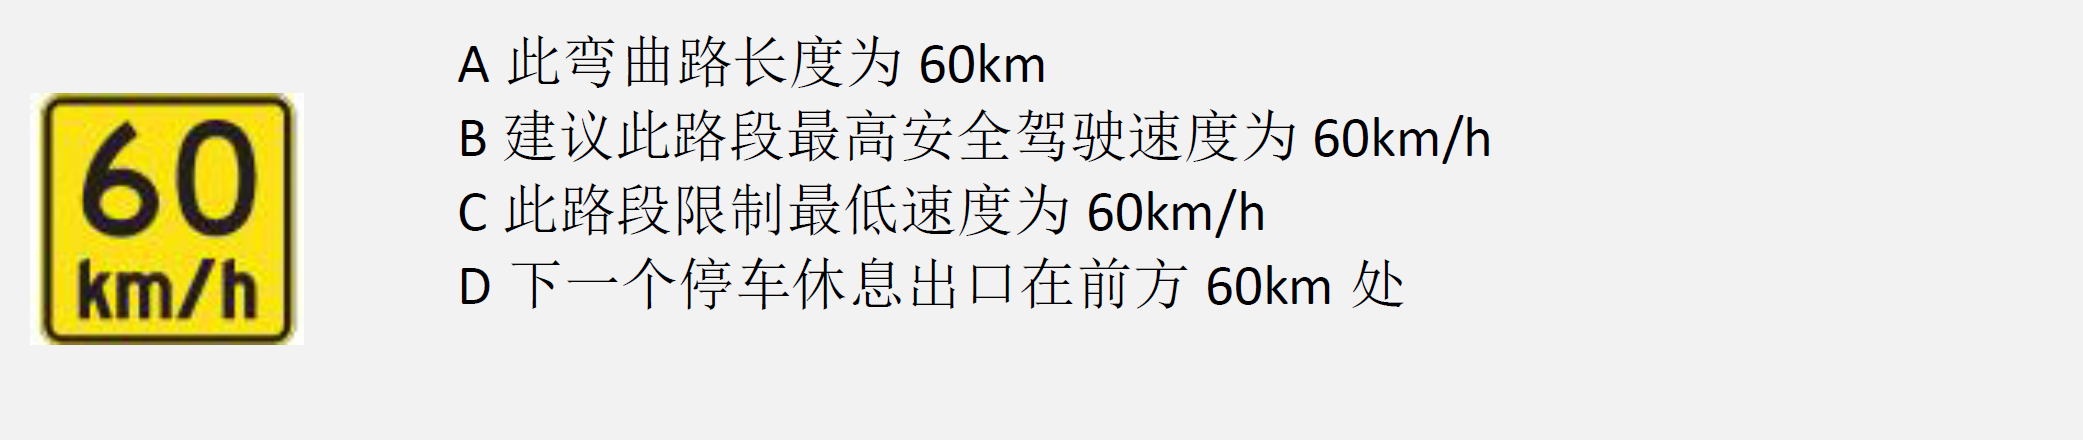 60
km/h
A 此弯曲路长度为 60km
B 建议此路段最高安全驾驶速度为 60km/h
C 此路段限制最低速度为 60km/h
D 下一个停车休息出口在前方 60km 处